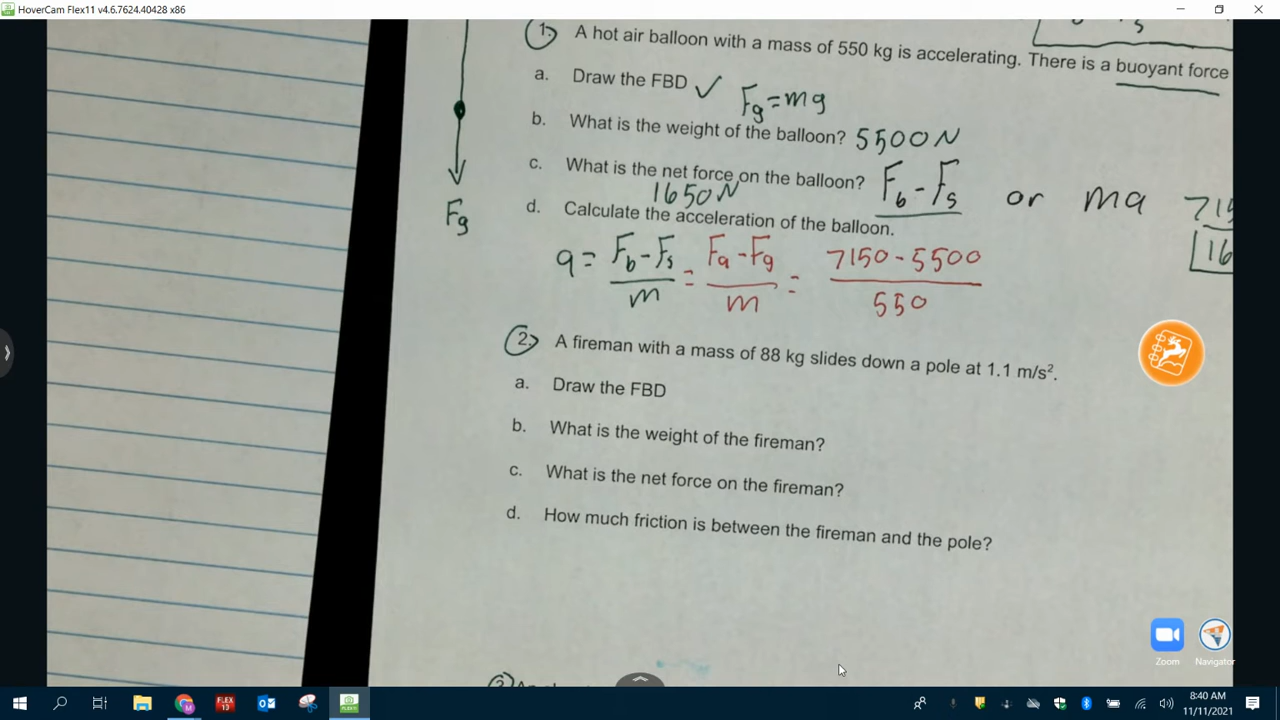 HoverCam Flex11 v4.6.7624.40428 x86
1. A hot air balloon with a mass of 550 kg is accelerating. There is a buoyant force
a. Draw the FBD ✓ Fg=mg
b. What is the weight of the balloon? 5500N
c. What is the net force on the balloon? Fb-Fg or ma 715
1650N
d. Calculate the acceleration of the balloon. 16
Fg
a = Fb-Fg / m = Fa-Fg / m = 7150-5500 / 550
2. A fireman with a mass of 88 kg slides down a pole at 1.1 m/s².
a. Draw the FBD
b. What is the weight of the fireman?
c. What is the net force on the fireman?
d. How much friction is between the fireman and the pole?
Zoom Navigator
8:40 AM
11/11/2021